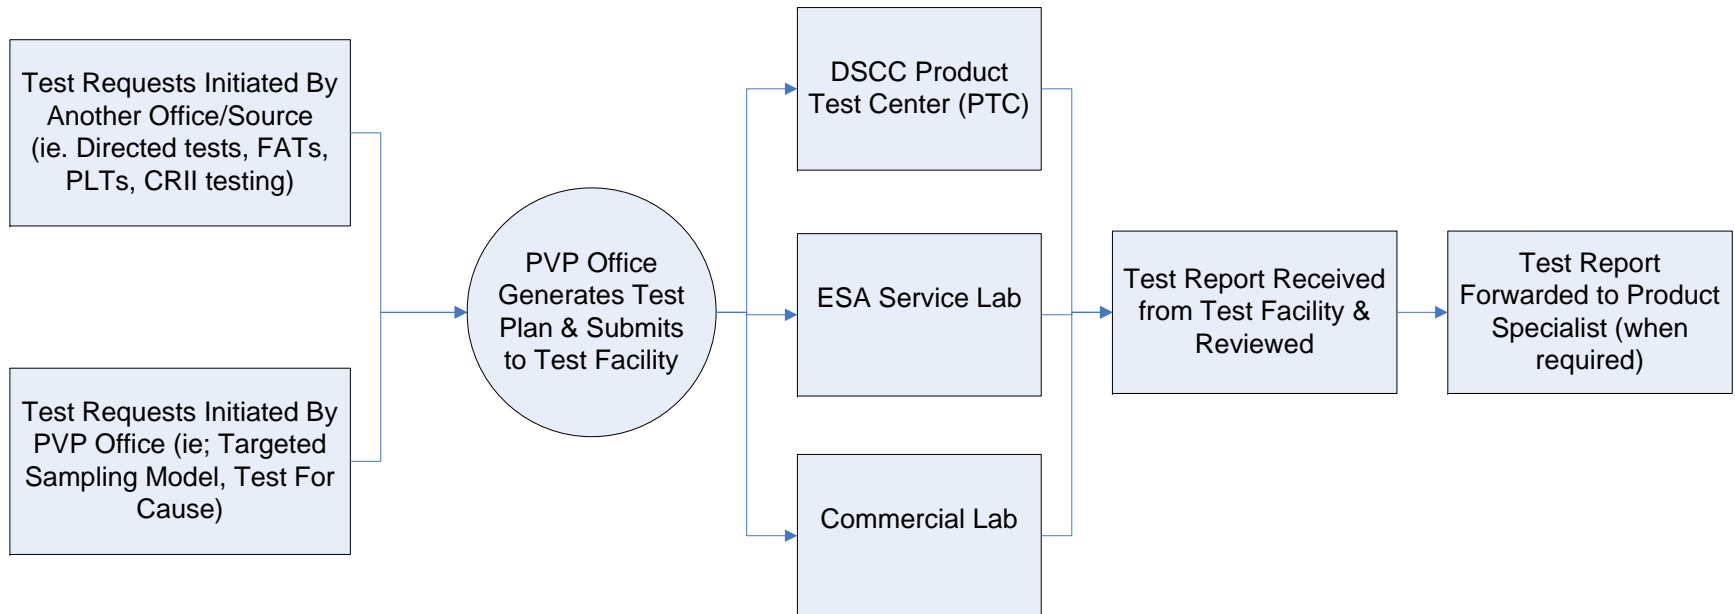 Test Requests Initiated By
Another Office/Source
(ie. Directed tests, FATs,
PLTs, CRII testing)
Test Requests Initiated By
PVP Office (ie; Targeted
Sampling Model, Test For
Cause)
PVP Office
Generates Test
Plan & Submits
to Test Facility
DSCC Product
Test Center (PTC)
ESA Service Lab
Commercial Lab
Test Report Received
from Test Facility &
Reviewed
Test Report
Forwarded to Product
Specialist (when
required)